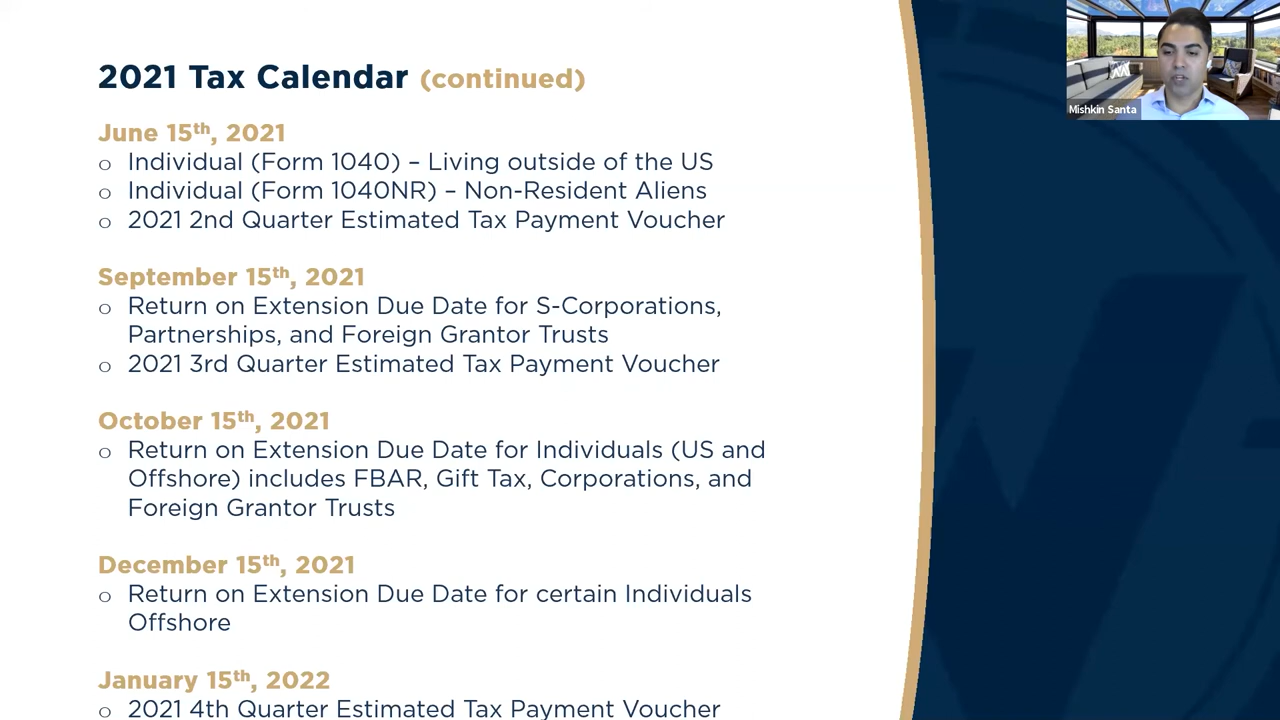 2021 Tax Calendar (continued)
Mishkin Santa
June 15th, 2021
o Individual (Form 1040) – Living outside of the US
o Individual (Form 1040NR) – Non-Resident Aliens
o 2021 2nd Quarter Estimated Tax Payment Voucher
September 15th, 2021
o Return on Extension Due Date for S-Corporations,
Partnerships, and Foreign Grantor Trusts
o 2021 3rd Quarter Estimated Tax Payment Voucher
October 15th, 2021
o Return on Extension Due Date for Individuals (US and
Offshore) includes FBAR, Gift Tax, Corporations, and
Foreign Grantor Trusts
December 15th, 2021
o Return on Extension Due Date for certain Individuals
Offshore
January 15th, 2022
o 2021 4th Quarter Estimated Tax Payment Voucher